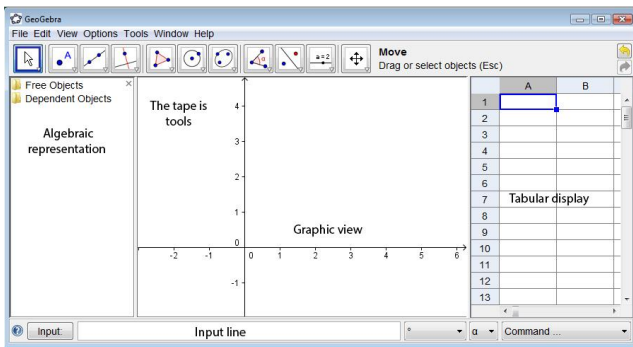 GeoGebra
File Edit View Options Tools Window Help
A
a=2
Move
Drag or select objects (Esc)
Free Objects
Dependent Objects
Algebraic
representation
The tape is
tools
4
3
2
1
0
-1
-2 -1 0 1 2 3 4 5 6
Graphic view
A B
1
2
3
4
5
6
7
8
9
10
11
12
13
Tabular display
Input:
Input line
α
Command ...